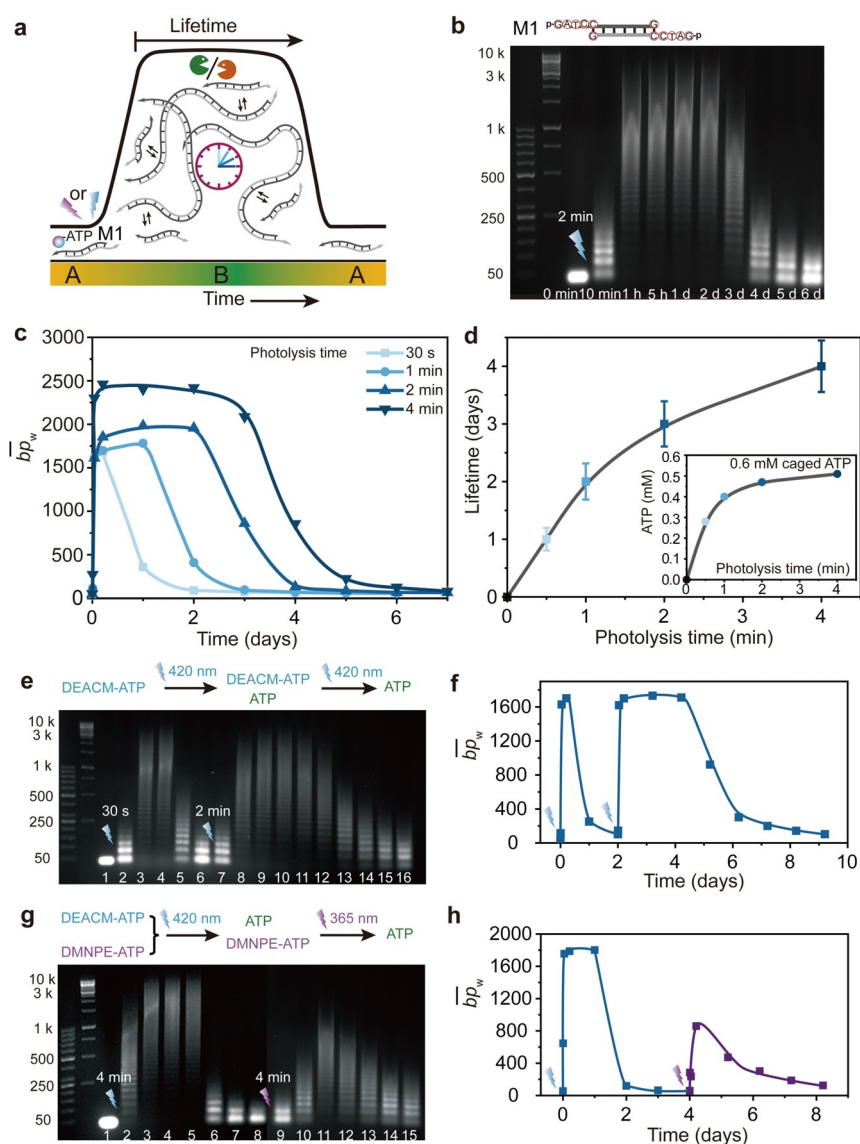 a
Lifetime
or
-ATP M1
A B A
Time
b
M1
p-GATCC G
G CCTAG-p
10 k
3 k
1 k
500
250
50
2 min
0 min 10 min 1 h 5 h 1 d 2 d 3 d 4 d 5 d 6 d
c
3000
2500
2000
1500
1000
500
0
bpw
Photolysis time
30 s
1 min
2 min
4 min
0 2 4 6
Time (days)
d
4
3
2
1
0
Lifetime (days)
0 1 2 3 4
Photolysis time (min)
0.6 mM caged ATP
0.6
0.5
0.4
0.3
0.2
0.1
0
ATP (mM)
Photolysis time (min)
0 1 2 3 4
e
DEACM-ATP 420 nm DEACM-ATP 420 nm ATP
ATP
10 k
3 k
1 k
500
250
50
30 s
2 min
1 2 3 4 5 6 7 8 9 10 11 12 13 14 15 16
f
1600
1200
800
400
0
bpw
0 2 4 6 8 10
Time (days)
g
DEACM-ATP 420 nm ATP 365 nm ATP
DMNPE-ATP DMNPE-ATP
10 k
3 k
1 k
500
250
50
4 min
4 min
1 2 3 4 5 6 7 8 9 10 11 12 13 14 15
h
2000
1600
1200
800
400
0
bpw
0 2 4 6 8
Time (days)